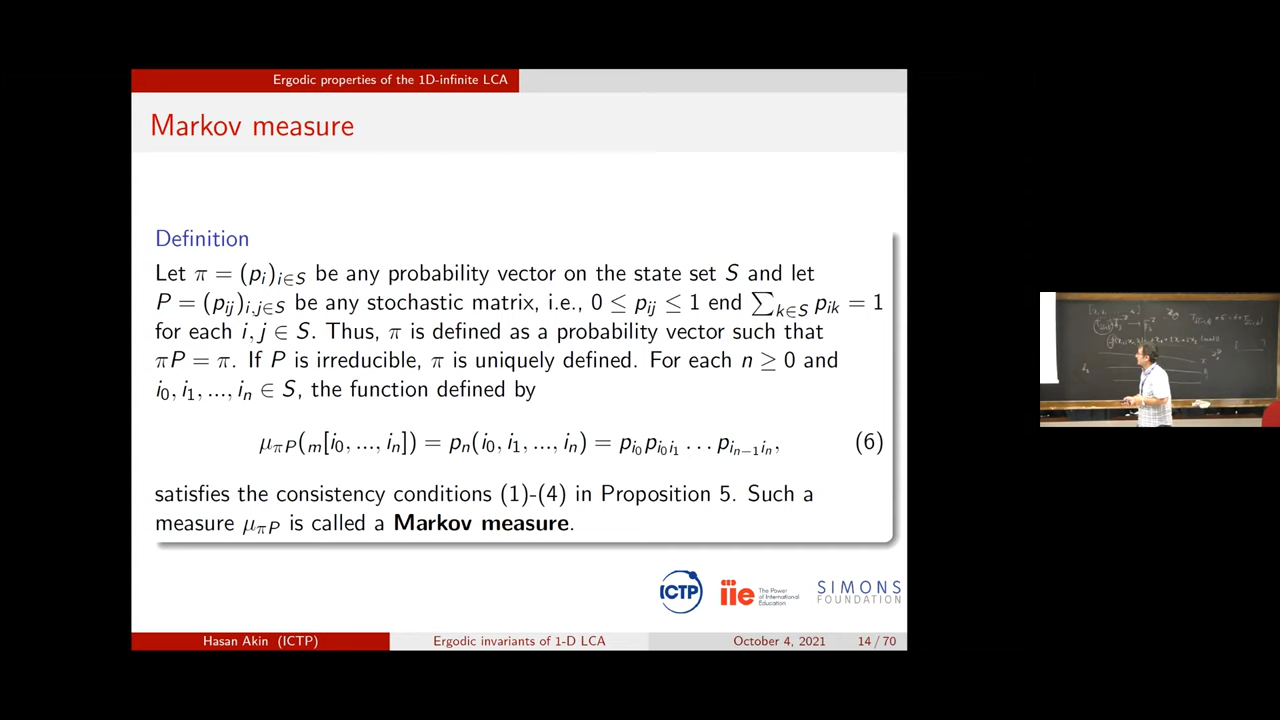 Ergodic properties of the 1D-infinite LCA
Markov measure
Definition
Let π = (p_i)_{i∈S} be any probability vector on the state set S and let
P = (p_{ij})_{i,j∈S} be any stochastic matrix, i.e., 0 ≤ p_{ij} ≤ 1 end ∑_{k∈S} p_{ik} = 1
for each i, j ∈ S. Thus, π is defined as a probability vector such that
πP = π. If P is irreducible, π is uniquely defined. For each n ≥ 0 and
i_0, i_1, ..., i_n ∈ S, the function defined by
μ_{πP}(_m[i_0, ..., i_n]) = p_n(i_0, i_1, ..., i_n) = p_{i_0} p_{i_0 i_1} . . . p_{i_{n−1} i_n}, (6)
satisfies the consistency conditions (1)-(4) in Proposition 5. Such a
measure μ_{πP} is called a Markov measure.
ICTP
iie The Power of International Education
SIMONS FOUNDATION
Hasan Akin (ICTP) Ergodic invariants of 1-D LCA October 4, 2021 14 / 70